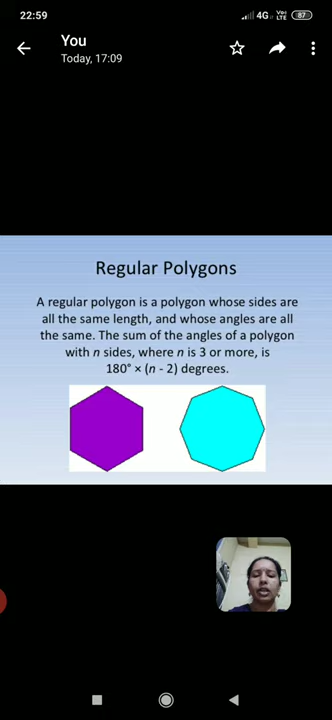 22:59
4G
Vo)
LTE
87
You
Today, 17:09
Regular Polygons
A regular polygon is a polygon whose sides are
all the same length, and whose angles are all
the same. The sum of the angles of a polygon
with n sides, where n is 3 or more, is
180° × (n - 2) degrees.